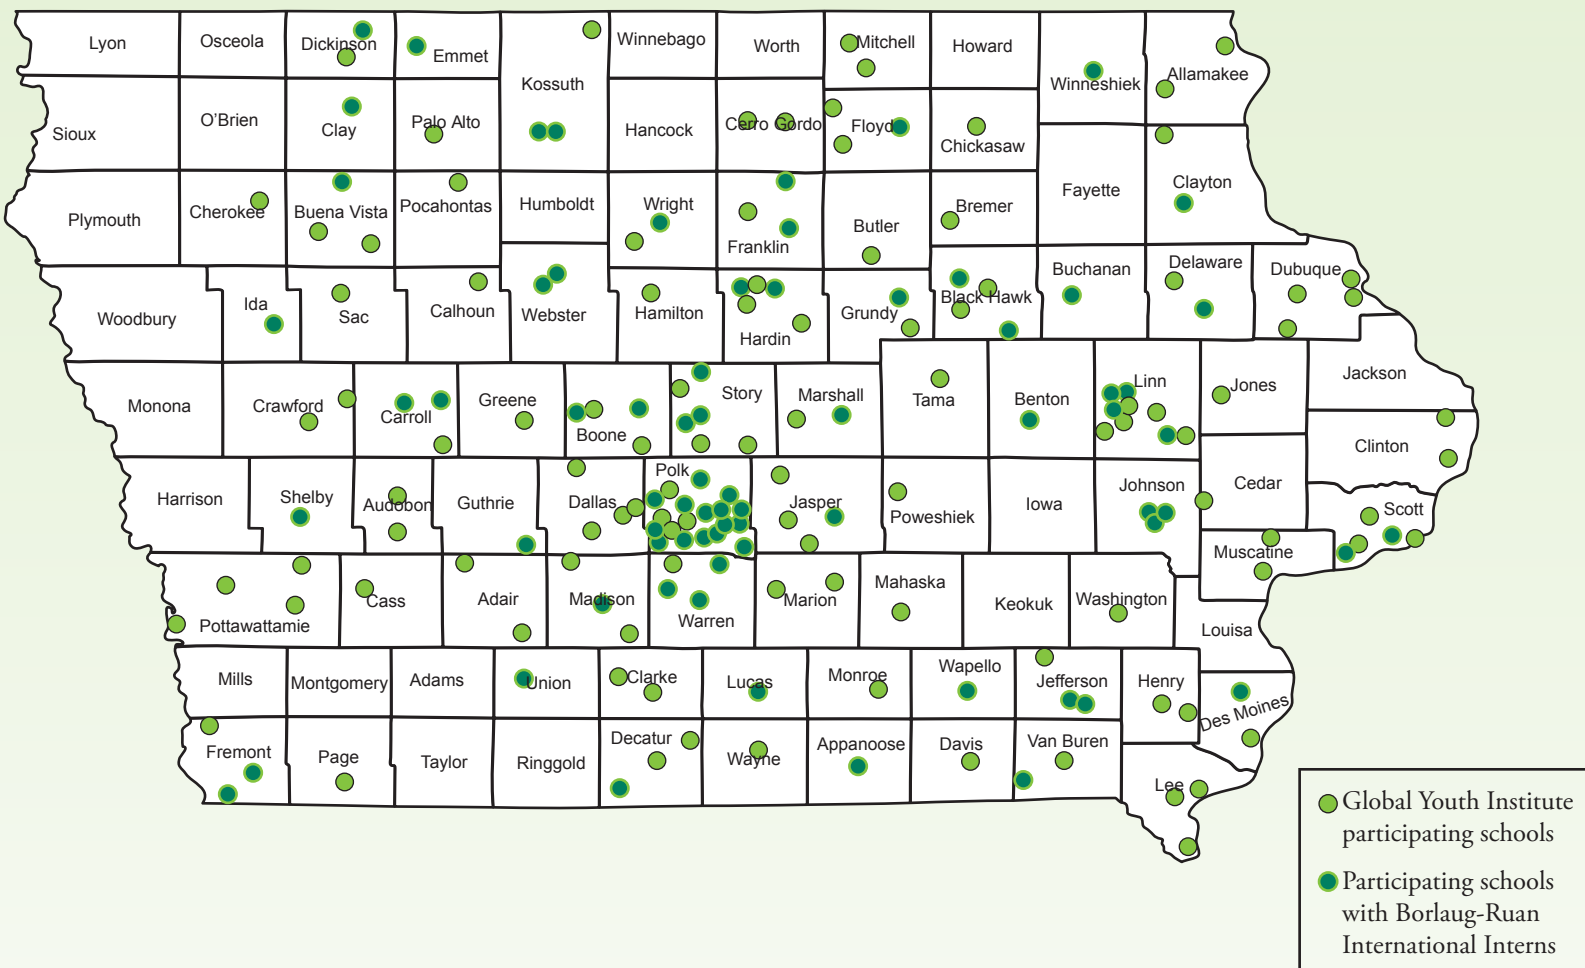 Lyon
Osceola
Dickinson
Emmet
Kossuth
Winnebago
Worth
Mitchell
Howard
Winneshiek
Allamakee
Sioux
O'Brien
Clay
Palo Alto
Hancock
Cerro Gordo
Floyd
Chickasaw
Fayette
Clayton
Plymouth
Cherokee
Buena Vista
Pocahontas
Humboldt
Wright
Franklin
Butler
Bremer
Woodbury
Ida
Sac
Calhoun
Webster
Hamilton
Hardin
Grundy
Black Hawk
Buchanan
Delaware
Dubuque
Monona
Crawford
Carroll
Greene
Boone
Story
Marshall
Tama
Benton
Linn
Jones
Jackson
Clinton
Harrison
Shelby
Audobon
Guthrie
Dallas
Polk
Jasper
Poweshiek
Iowa
Johnson
Cedar
Scott
Muscatine
Pottawattamie
Cass
Adair
Madison
Warren
Marion
Mahaska
Keokuk
Washington
Louisa
Mills
Montgomery
Adams
Union
Clarke
Lucas
Monroe
Wapello
Jefferson
Henry
Des Moines
Fremont
Page
Taylor
Ringgold
Decatur
Wayne
Appanoose
Davis
Van Buren
Lee
Global Youth Institute
participating schools
Participating schools
with Borlaug-Ruan
International Interns